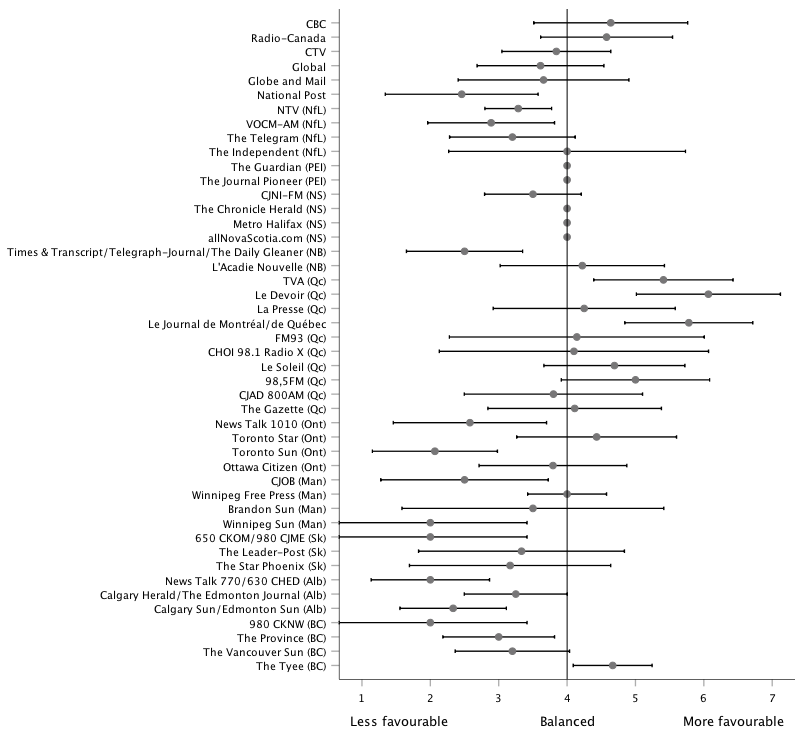 CBC
Radio-Canada
CTV
Global
Globe and Mail
National Post
NTV (NfL)
VOCM-AM (NfL)
The Telegram (NfL)
The Independent (NfL)
The Guardian (PEI)
The Journal Pioneer (PEI)
CJNI-FM (NS)
The Chronicle Herald (NS)
Metro Halifax (NS)
allNovaScotia.com (NS)
Times & Transcript/Telegraph-Journal/The Daily Gleaner (NB)
L'Acadie Nouvelle (NB)
TVA (Qc)
Le Devoir (Qc)
La Presse (Qc)
Le Journal de Montréal/de Québec
FM93 (Qc)
CHOI 98.1 Radio X (Qc)
Le Soleil (Qc)
98,5FM (Qc)
CJAD 800AM (Qc)
The Gazette (Qc)
News Talk 1010 (Ont)
Toronto Star (Ont)
Toronto Sun (Ont)
Ottawa Citizen (Ont)
CJOB (Man)
Winnipeg Free Press (Man)
Brandon Sun (Man)
Winnipeg Sun (Man)
650 CKOM/980 CJME (Sk)
The Leader-Post (Sk)
The Star Phoenix (Sk)
News Talk 770/630 CHED (Alb)
Calgary Herald/The Edmonton Journal (Alb)
Calgary Sun/Edmonton Sun (Alb)
980 CKNW (BC)
The Province (BC)
The Vancouver Sun (BC)
The Tyee (BC)
1 2 3 4 5 6 7
Less favourable Balanced More favourable